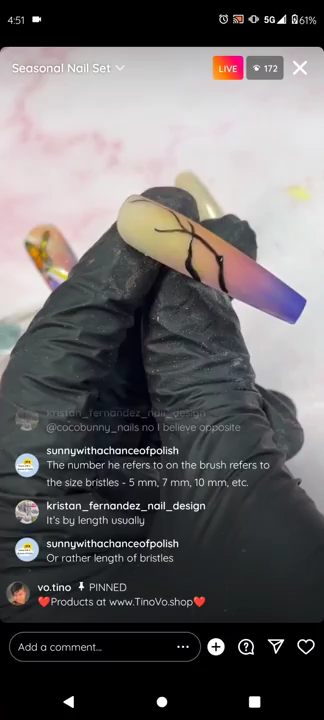 4:51
5G 61%
Seasonal Nail Set
LIVE
172
kristan_fernandez_nail_design
@cocobunny_nails no I believe opposite
sunnywithachanceofpolish
The number he refers to on the brush refers to
the size bristles - 5 mm, 7 mm, 10 mm, etc.
kristan_fernandez_nail_design
It's by length usually
sunnywithachanceofpolish
Or rather length of bristles
vo.tino PINNED
❤️Products at www.TinoVo.shop❤️
Add a comment...